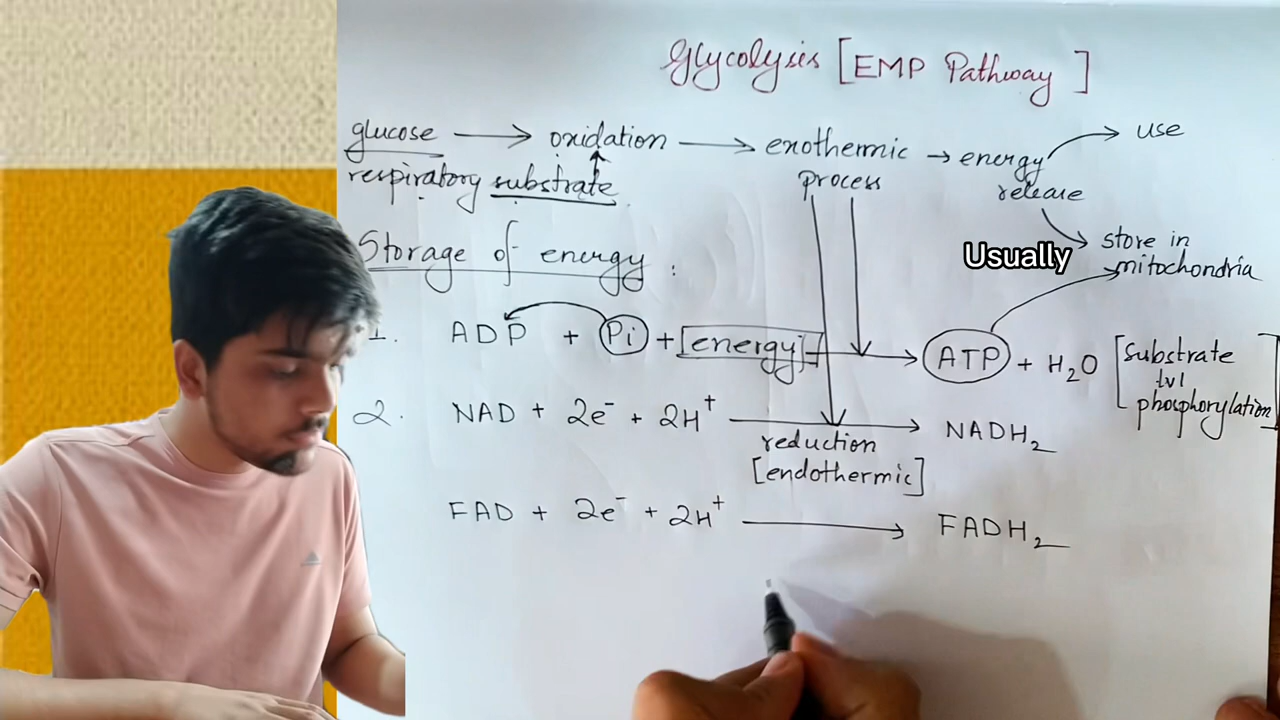 Glycolysis [EMP Pathway]
glucose → oxidation → exothermic process → energy release → use
respiratory substrate
store in mitochondria
Usually
Storage of energy :
1. ADP + Pi + [energy] → ATP + H2O [substrate lvl phosphorylation]
2. NAD + 2e⁻ + 2H⁺ → NADH2
reduction
[endothermic]
FAD + 2e⁻ + 2H⁺ → FADH2